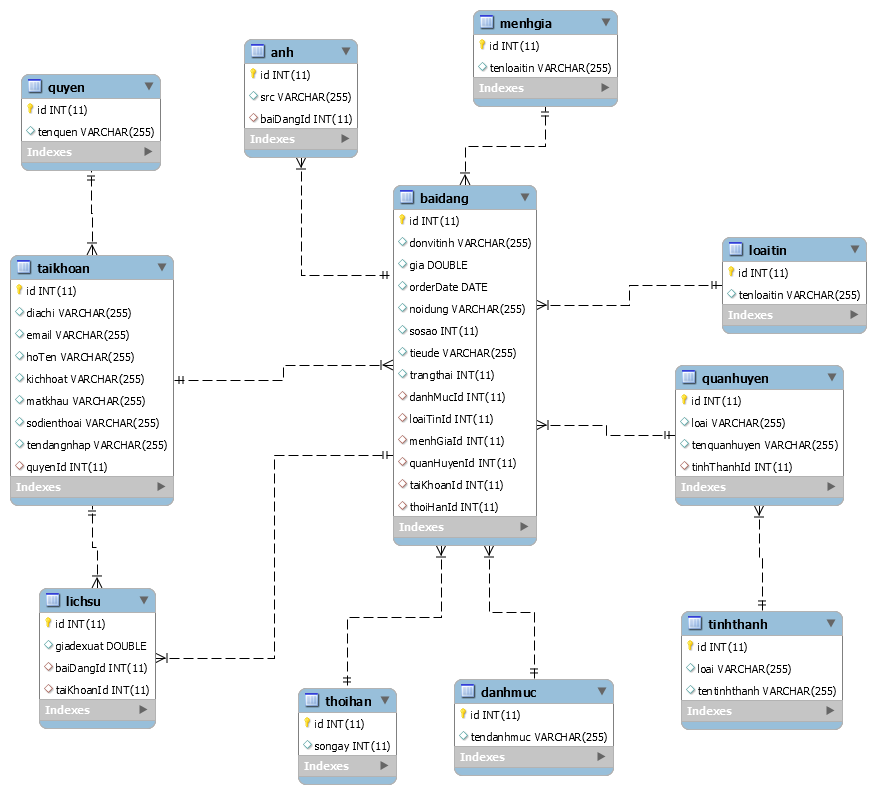 menhgia
id INT(11)
tenloaitin VARCHAR(255)
Indexes
anh
id INT(11)
src VARCHAR(255)
baiDangId INT(11)
Indexes
quyen
id INT(11)
tenquen VARCHAR(255)
Indexes
baidang
id INT(11)
donvitinh VARCHAR(255)
gia DOUBLE
orderDate DATE
noidung VARCHAR(255)
sosao INT(11)
tieude VARCHAR(255)
trangthai INT(11)
danhMucId INT(11)
loaiTinId INT(11)
menhGiaId INT(11)
quanHuyenId INT(11)
taiKhoanId INT(11)
thoiHanId INT(11)
Indexes
loaitin
id INT(11)
tenloaitin VARCHAR(255)
Indexes
taikhoan
id INT(11)
diachi VARCHAR(255)
email VARCHAR(255)
hoTen VARCHAR(255)
kichhoat VARCHAR(255)
matkhau VARCHAR(255)
sodienthoai VARCHAR(255)
tendangnhap VARCHAR(255)
quyenId INT(11)
Indexes
quanhuyen
id INT(11)
loai VARCHAR(255)
tenquanhuyen VARCHAR(255)
tinhThanhId INT(11)
Indexes
lichsu
id INT(11)
giadexuat DOUBLE
baiDangId INT(11)
taiKhoanId INT(11)
Indexes
tinhthanh
id INT(11)
loai VARCHAR(255)
tentinhthanh VARCHAR(255)
Indexes
thoihan
id INT(11)
songay INT(11)
Indexes
danhmuc
id INT(11)
tendanhmuc VARCHAR(255)
Indexes